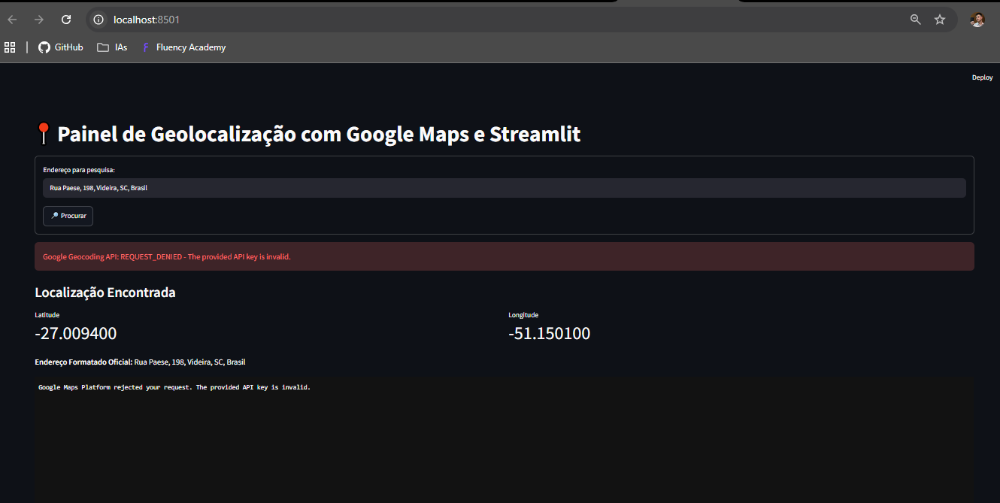 localhost:8501
GitHub
IAs
Fluency Academy
Deploy
Painel de Geolocalização com Google Maps e Streamlit
Endereço para pesquisa:
Rua Paese, 198, Videira, SC, Brasil
Procurar
Google Geocoding API: REQUEST_DENIED - The provided API key is invalid.
Localização Encontrada
Latitude
-27.009400
Longitude
-51.150100
Endereço Formatado Oficial: Rua Paese, 198, Videira, SC, Brasil
Google Maps Platform rejected your request. The provided API key is invalid.